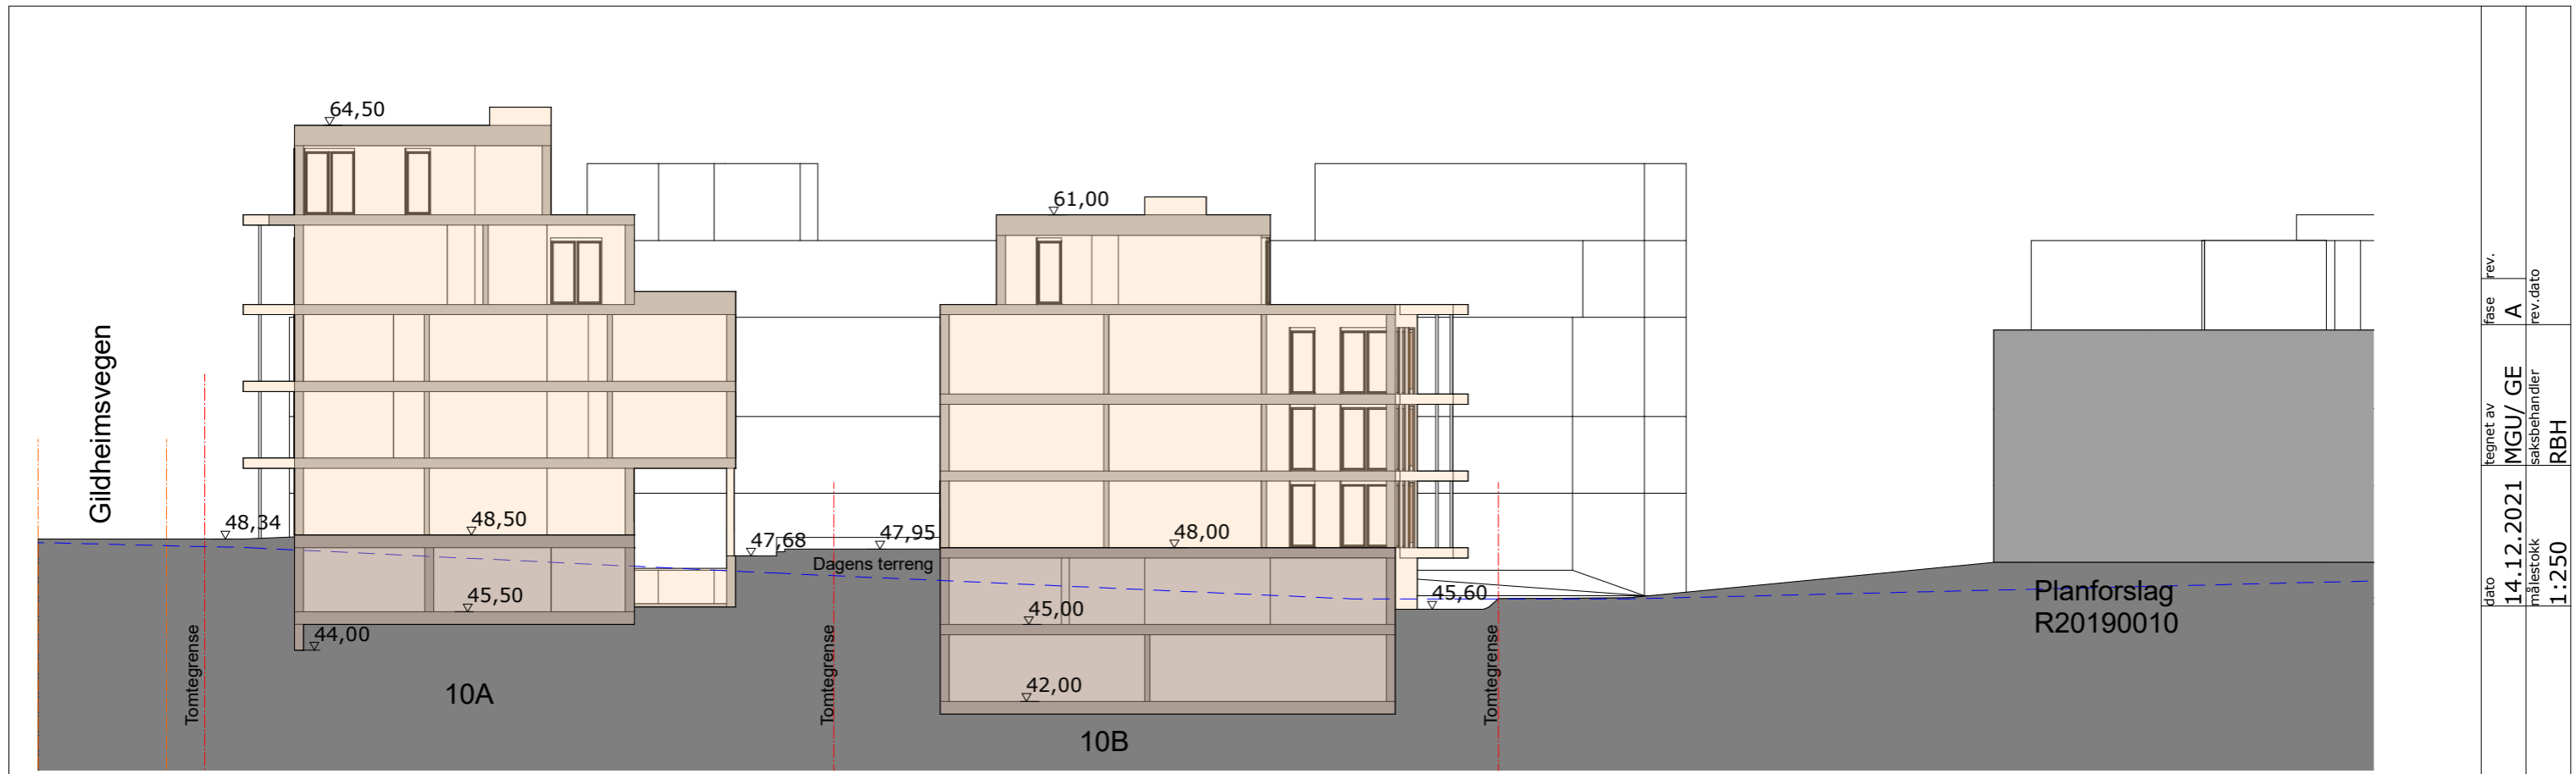 64,50
61,00
Gildheimsvegen
48,34
48,50
47,68
47,95
48,00
Dagens terreng
45,50
45,00
45,60
44,00
42,00
Tomtegrense
Tomtegrense
Tomtegrense
10A
10B
Planforslag
R20190010
rev.
fase
A
rev.dato
tegnet av
MGU/ GE
saksbehandler
RBH
dato
14.12.2021
målestokk
1:250